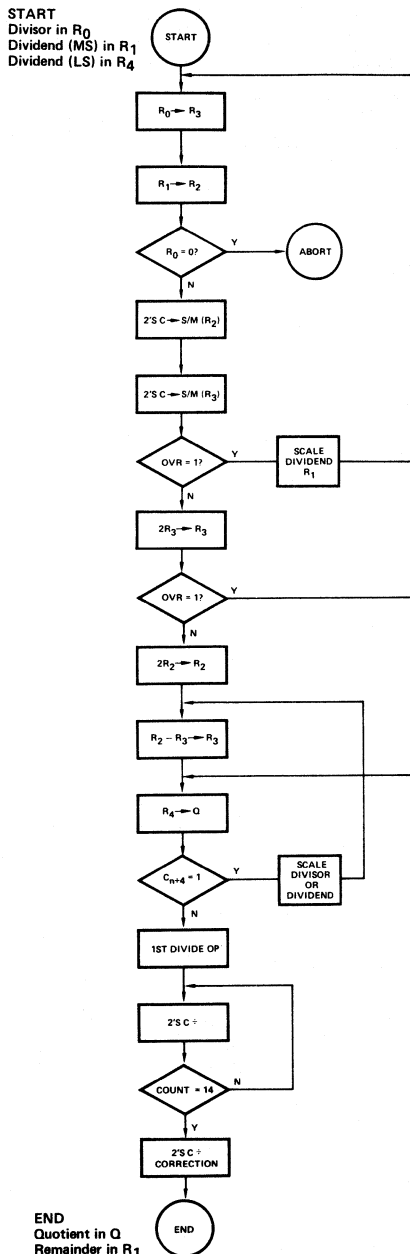 START
Divisor in R0
Dividend (MS) in R1
Dividend (LS) in R4
START
R0 → R3
R1 → R2
R0 = 0?
Y
ABORT
N
2'S C → S/M (R2)
2'S C → S/M (R3)
OVR = 1?
Y
SCALE
DIVIDEND
R1
N
2R3 → R3
OVR = 1?
Y
N
2R2 → R2
R2 – R3 → R3
R4 → Q
Cn+4 = 1
Y
SCALE
DIVISOR
OR
DIVIDEND
N
1ST DIVIDE OP
2'S C ÷
COUNT = 14
N
Y
2'S C ÷
CORRECTION
END
END
Quotient in Q
Remainder in R1